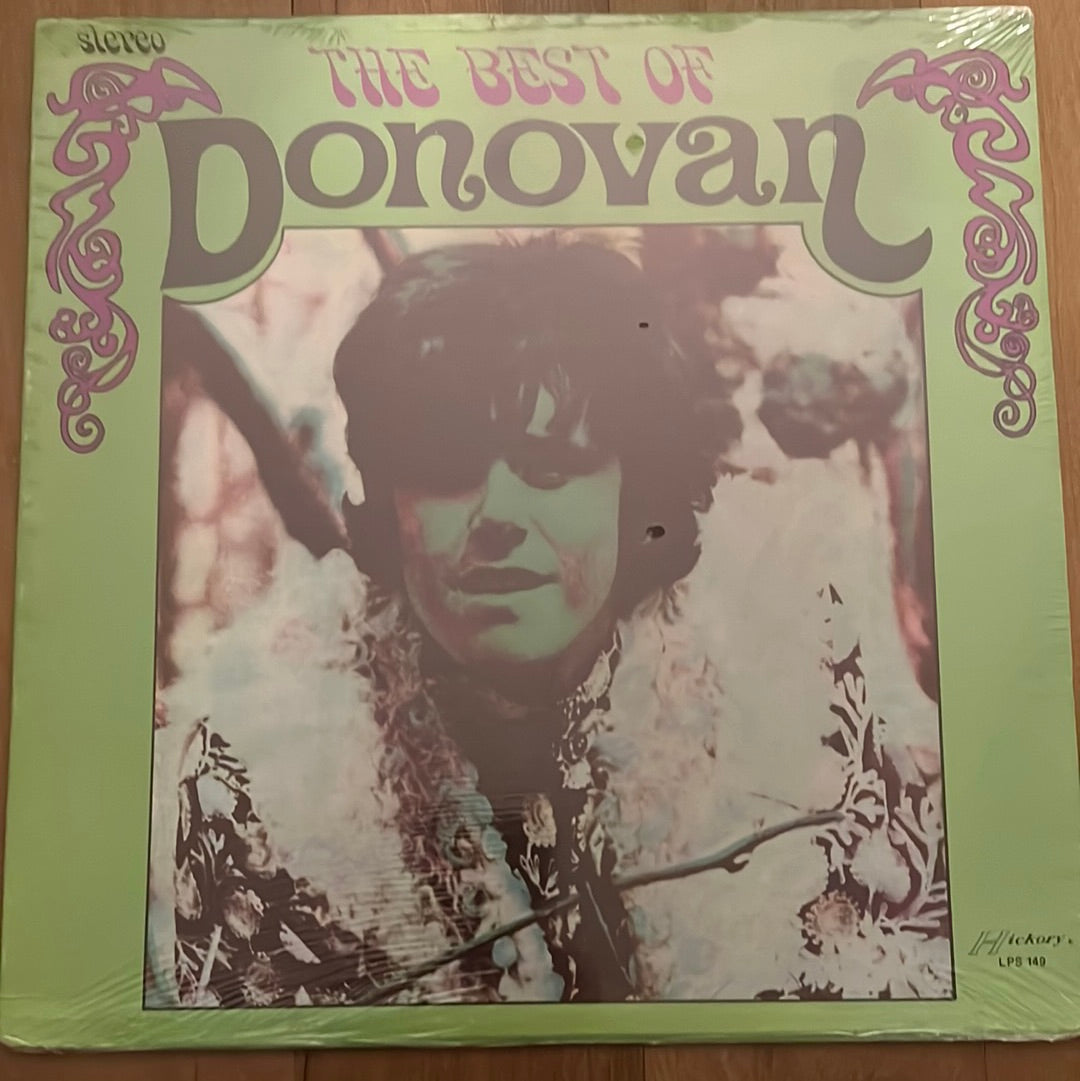 stereo
THE BEST OF
Donovan
Hickory
LPS 149